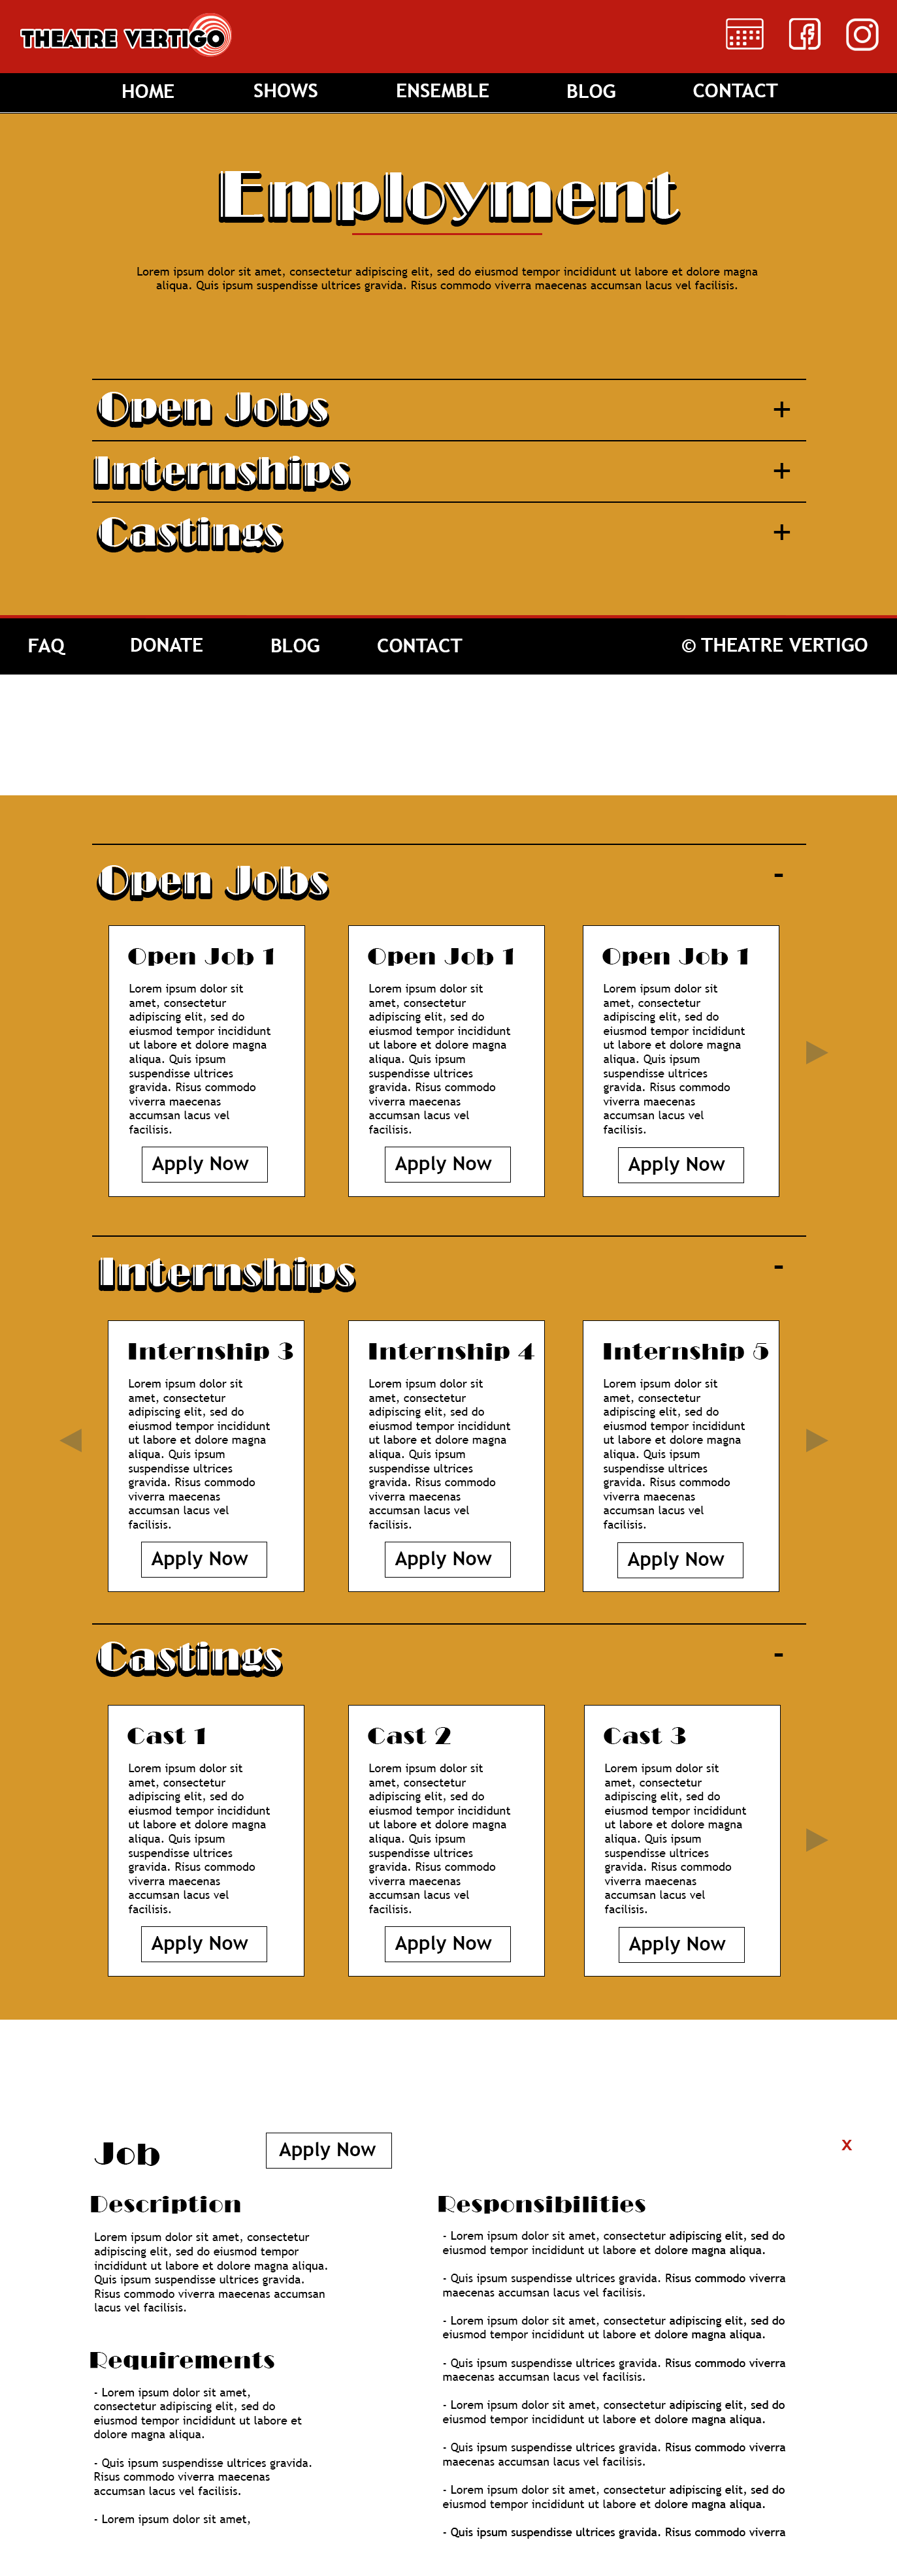 THEATRE VERTIGO
HOME SHOWS ENSEMBLE BLOG CONTACT
Employment
Lorem ipsum dolor sit amet, consectetur adipiscing elit, sed do eiusmod tempor incididunt ut labore et dolore magna
aliqua. Quis ipsum suspendisse ultrices gravida. Risus commodo viverra maecenas accumsan lacus vel facilisis.
Open Jobs +
Internships +
Castings +
FAQ DONATE BLOG CONTACT © THEATRE VERTIGO
Open Jobs -
Open Job 1
Lorem ipsum dolor sit
amet, consectetur
adipiscing elit, sed do
eiusmod tempor incididunt
ut labore et dolore magna
aliqua. Quis ipsum
suspendisse ultrices
gravida. Risus commodo
viverra maecenas
accumsan lacus vel
facilisis.
Apply Now
Open Job 1
Lorem ipsum dolor sit
amet, consectetur
adipiscing elit, sed do
eiusmod tempor incididunt
ut labore et dolore magna
aliqua. Quis ipsum
suspendisse ultrices
gravida. Risus commodo
viverra maecenas
accumsan lacus vel
facilisis.
Apply Now
Open Job 1
Lorem ipsum dolor sit
amet, consectetur
adipiscing elit, sed do
eiusmod tempor incididunt
ut labore et dolore magna
aliqua. Quis ipsum
suspendisse ultrices
gravida. Risus commodo
viverra maecenas
accumsan lacus vel
facilisis.
Apply Now
Internships -
Internship 3
Lorem ipsum dolor sit
amet, consectetur
adipiscing elit, sed do
eiusmod tempor incididunt
ut labore et dolore magna
aliqua. Quis ipsum
suspendisse ultrices
gravida. Risus commodo
viverra maecenas
accumsan lacus vel
facilisis.
Apply Now
Internship 4
Lorem ipsum dolor sit
amet, consectetur
adipiscing elit, sed do
eiusmod tempor incididunt
ut labore et dolore magna
aliqua. Quis ipsum
suspendisse ultrices
gravida. Risus commodo
viverra maecenas
accumsan lacus vel
facilisis.
Apply Now
Internship 5
Lorem ipsum dolor sit
amet, consectetur
adipiscing elit, sed do
eiusmod tempor incididunt
ut labore et dolore magna
aliqua. Quis ipsum
suspendisse ultrices
gravida. Risus commodo
viverra maecenas
accumsan lacus vel
facilisis.
Apply Now
Castings -
Cast 1
Lorem ipsum dolor sit
amet, consectetur
adipiscing elit, sed do
eiusmod tempor incididunt
ut labore et dolore magna
aliqua. Quis ipsum
suspendisse ultrices
gravida. Risus commodo
viverra maecenas
accumsan lacus vel
facilisis.
Apply Now
Cast 2
Lorem ipsum dolor sit
amet, consectetur
adipiscing elit, sed do
eiusmod tempor incididunt
ut labore et dolore magna
aliqua. Quis ipsum
suspendisse ultrices
gravida. Risus commodo
viverra maecenas
accumsan lacus vel
facilisis.
Apply Now
Cast 3
Lorem ipsum dolor sit
amet, consectetur
adipiscing elit, sed do
eiusmod tempor incididunt
ut labore et dolore magna
aliqua. Quis ipsum
suspendisse ultrices
gravida. Risus commodo
viverra maecenas
accumsan lacus vel
facilisis.
Apply Now
Job Apply Now x
Description
Lorem ipsum dolor sit amet, consectetur
adipiscing elit, sed do eiusmod tempor
incididunt ut labore et dolore magna aliqua.
Quis ipsum suspendisse ultrices gravida.
Risus commodo viverra maecenas accumsan
lacus vel facilisis.
Requirements
- Lorem ipsum dolor sit amet,
consectetur adipiscing elit, sed do
eiusmod tempor incididunt ut labore et
dolore magna aliqua.
- Quis ipsum suspendisse ultrices gravida.
Risus commodo viverra maecenas
accumsan lacus vel facilisis.
- Lorem ipsum dolor sit amet,
Responsibilities
- Lorem ipsum dolor sit amet, consectetur adipiscing elit, sed do
eiusmod tempor incididunt ut labore et dolore magna aliqua.
- Quis ipsum suspendisse ultrices gravida. Risus commodo viverra
maecenas accumsan lacus vel facilisis.
- Lorem ipsum dolor sit amet, consectetur adipiscing elit, sed do
eiusmod tempor incididunt ut labore et dolore magna aliqua.
- Quis ipsum suspendisse ultrices gravida. Risus commodo viverra
maecenas accumsan lacus vel facilisis.
- Lorem ipsum dolor sit amet, consectetur adipiscing elit, sed do
eiusmod tempor incididunt ut labore et dolore magna aliqua.
- Quis ipsum suspendisse ultrices gravida. Risus commodo viverra
maecenas accumsan lacus vel facilisis.
- Lorem ipsum dolor sit amet, consectetur adipiscing elit, sed do
eiusmod tempor incididunt ut labore et dolore magna aliqua.
- Quis ipsum suspendisse ultrices gravida. Risus commodo viverra